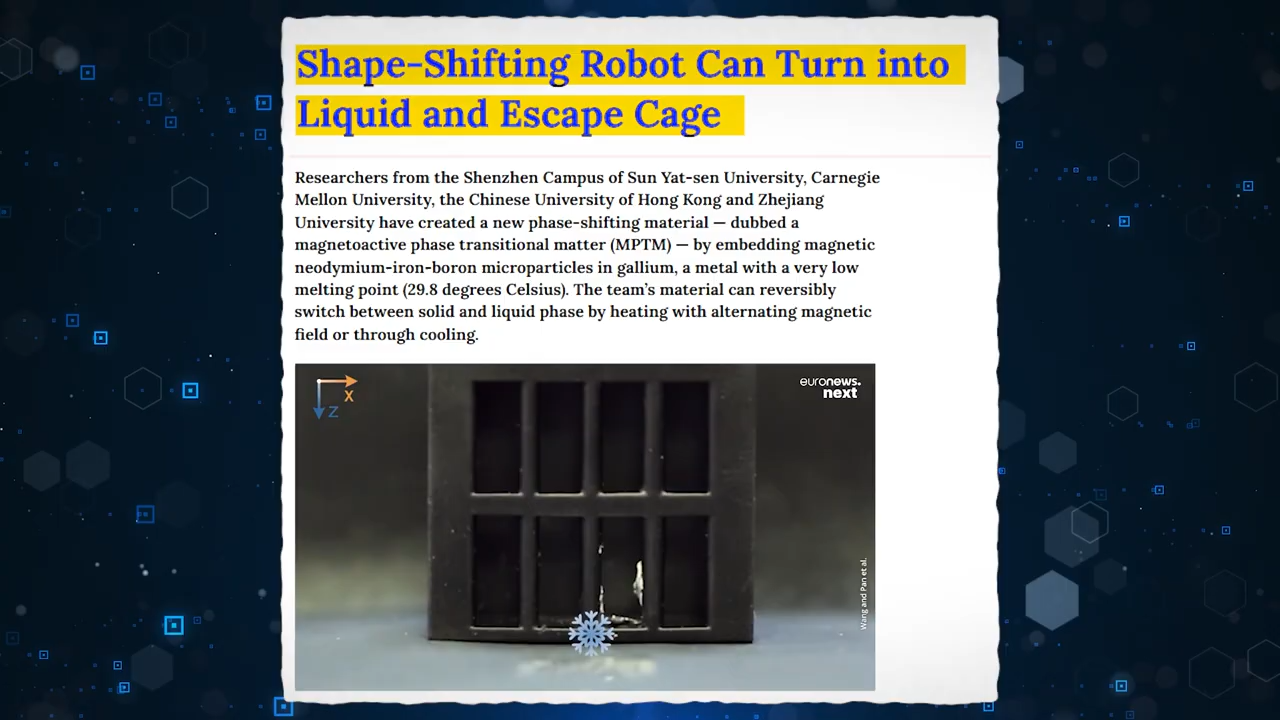 Shape-Shifting Robot Can Turn into
Liquid and Escape Cage
Researchers from the Shenzhen Campus of Sun Yat-sen University, Carnegie
Mellon University, the Chinese University of Hong Kong and Zhejiang
University have created a new phase-shifting material — dubbed a
magnetoactive phase transitional matter (MPTM) — by embedding magnetic
neodymium-iron-boron microparticles in gallium, a metal with a very low
melting point (29.8 degrees Celsius). The team’s material can reversibly
switch between solid and liquid phase by heating with alternating magnetic
field or through cooling.
X
Z
euronews.
next
Wang and Pan et al.